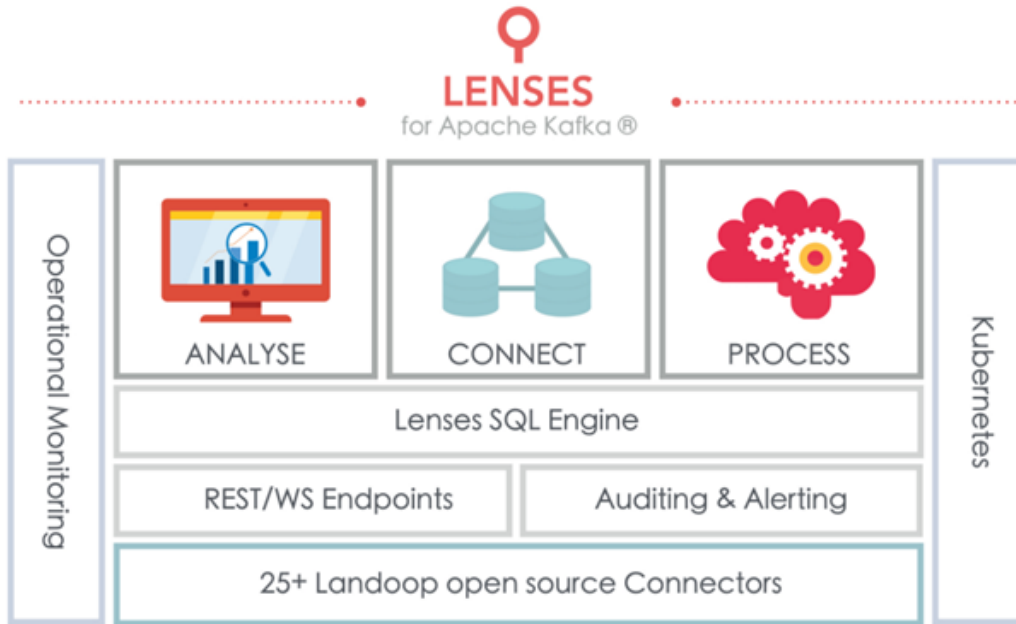 LENSES
for Apache Kafka ®
Operational Monitoring
ANALYSE
CONNECT
PROCESS
Kubernetes
Lenses SQL Engine
REST/WS Endpoints
Auditing & Alerting
25+ Landoop open source Connectors